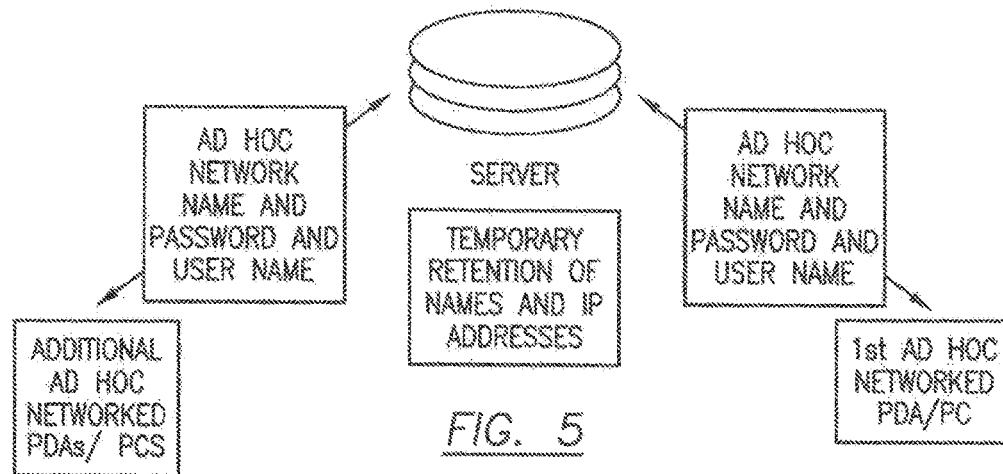 AD HOC
NETWORK
NAME AND
PASSWORD AND
USER NAME
SERVER
TEMPORARY
RETENTION OF
NAMES AND IP
ADDRESSES
AD HOC
NETWORK
NAME AND
PASSWORD AND
USER NAME
ADDITIONAL
AD HOC
NETWORKED
PDAs/ PCS
1st AD HOC
NETWORKED
PDA/PC
FIG. 5